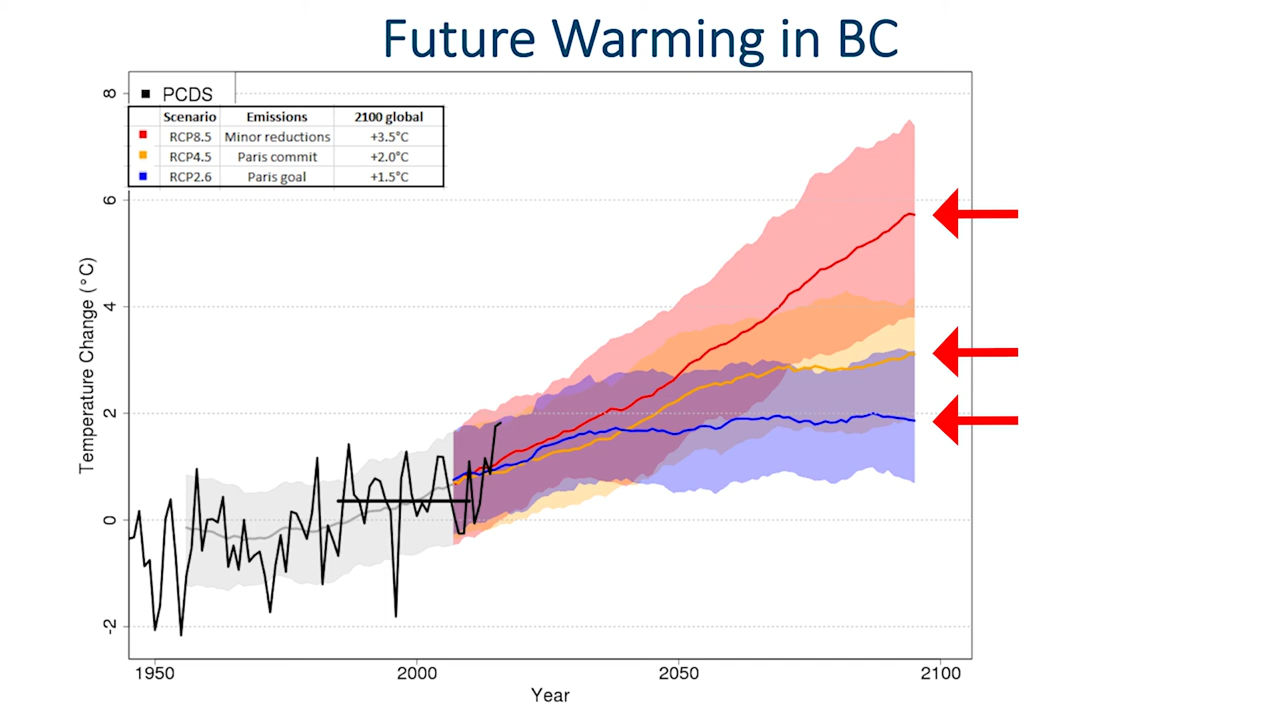 Future Warming in BC
PCDS
Scenario Emissions 2100 global
RCP8.5 Minor reductions +3.5°C
RCP4.5 Paris commit +2.0°C
RCP2.6 Paris goal +1.5°C
8
6
4
2
0
-2
Temperature Change (°C)
1950 2000 2050 2100
Year